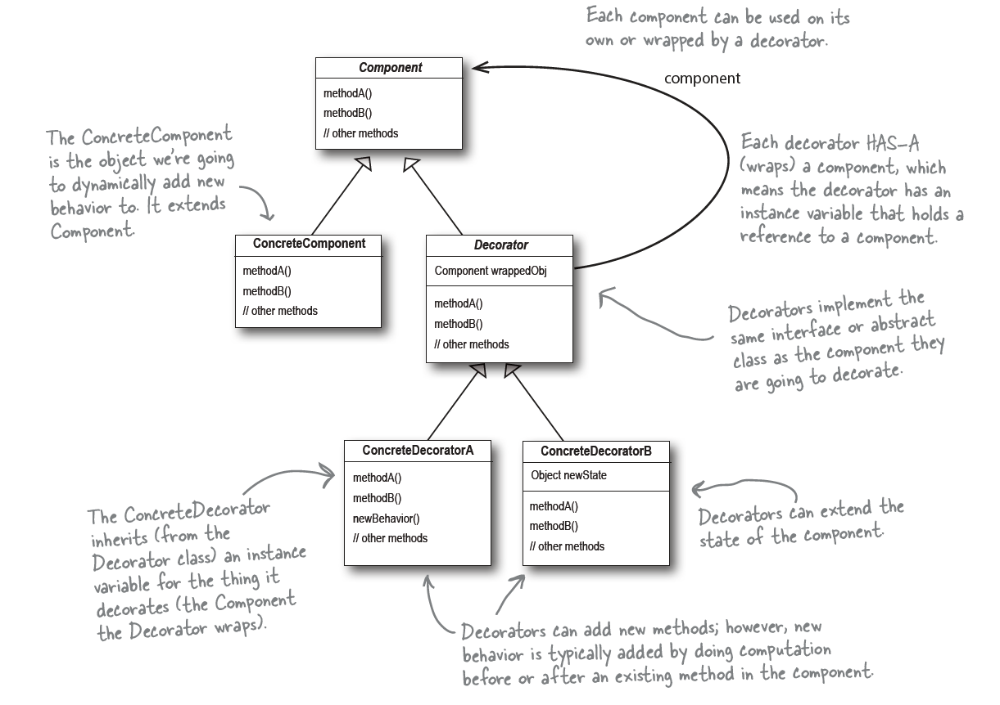 Each component can be used on its
own or wrapped by a decorator.
Component
methodA()
methodB()
// other methods
component
The ConcreteComponent
is the object we're going
to dynamically add new
behavior to. It extends
Component.
Each decorator HAS-A
(wraps) a component, which
means the decorator has an
instance variable that holds a
reference to a component.
ConcreteComponent
methodA()
methodB()
// other methods
Decorator
Component wrappedObj
methodA()
methodB()
// other methods
Decorators implement the
same interface or abstract
class as the component they
are going to decorate.
ConcreteDecoratorA
methodA()
methodB()
newBehavior()
// other methods
ConcreteDecoratorB
Object newState
methodA()
methodB()
// other methods
The ConcreteDecorator
inherits (from the
Decorator class) an instance
variable for the thing it
decorates (the Component
the Decorator wraps).
Decorators can extend the
state of the component.
Decorators can add new methods; however, new
behavior is typically added by doing computation
before or after an existing method in the component.